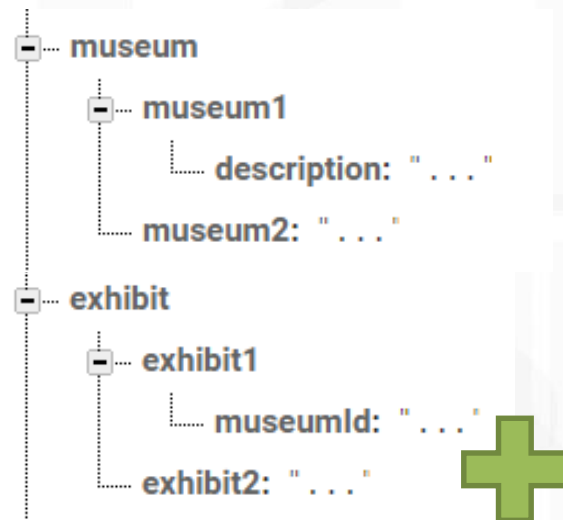 museum
museum1
description: "..."
museum2: "..."
exhibit
exhibit1
museumId: "..."
exhibit2: "..."